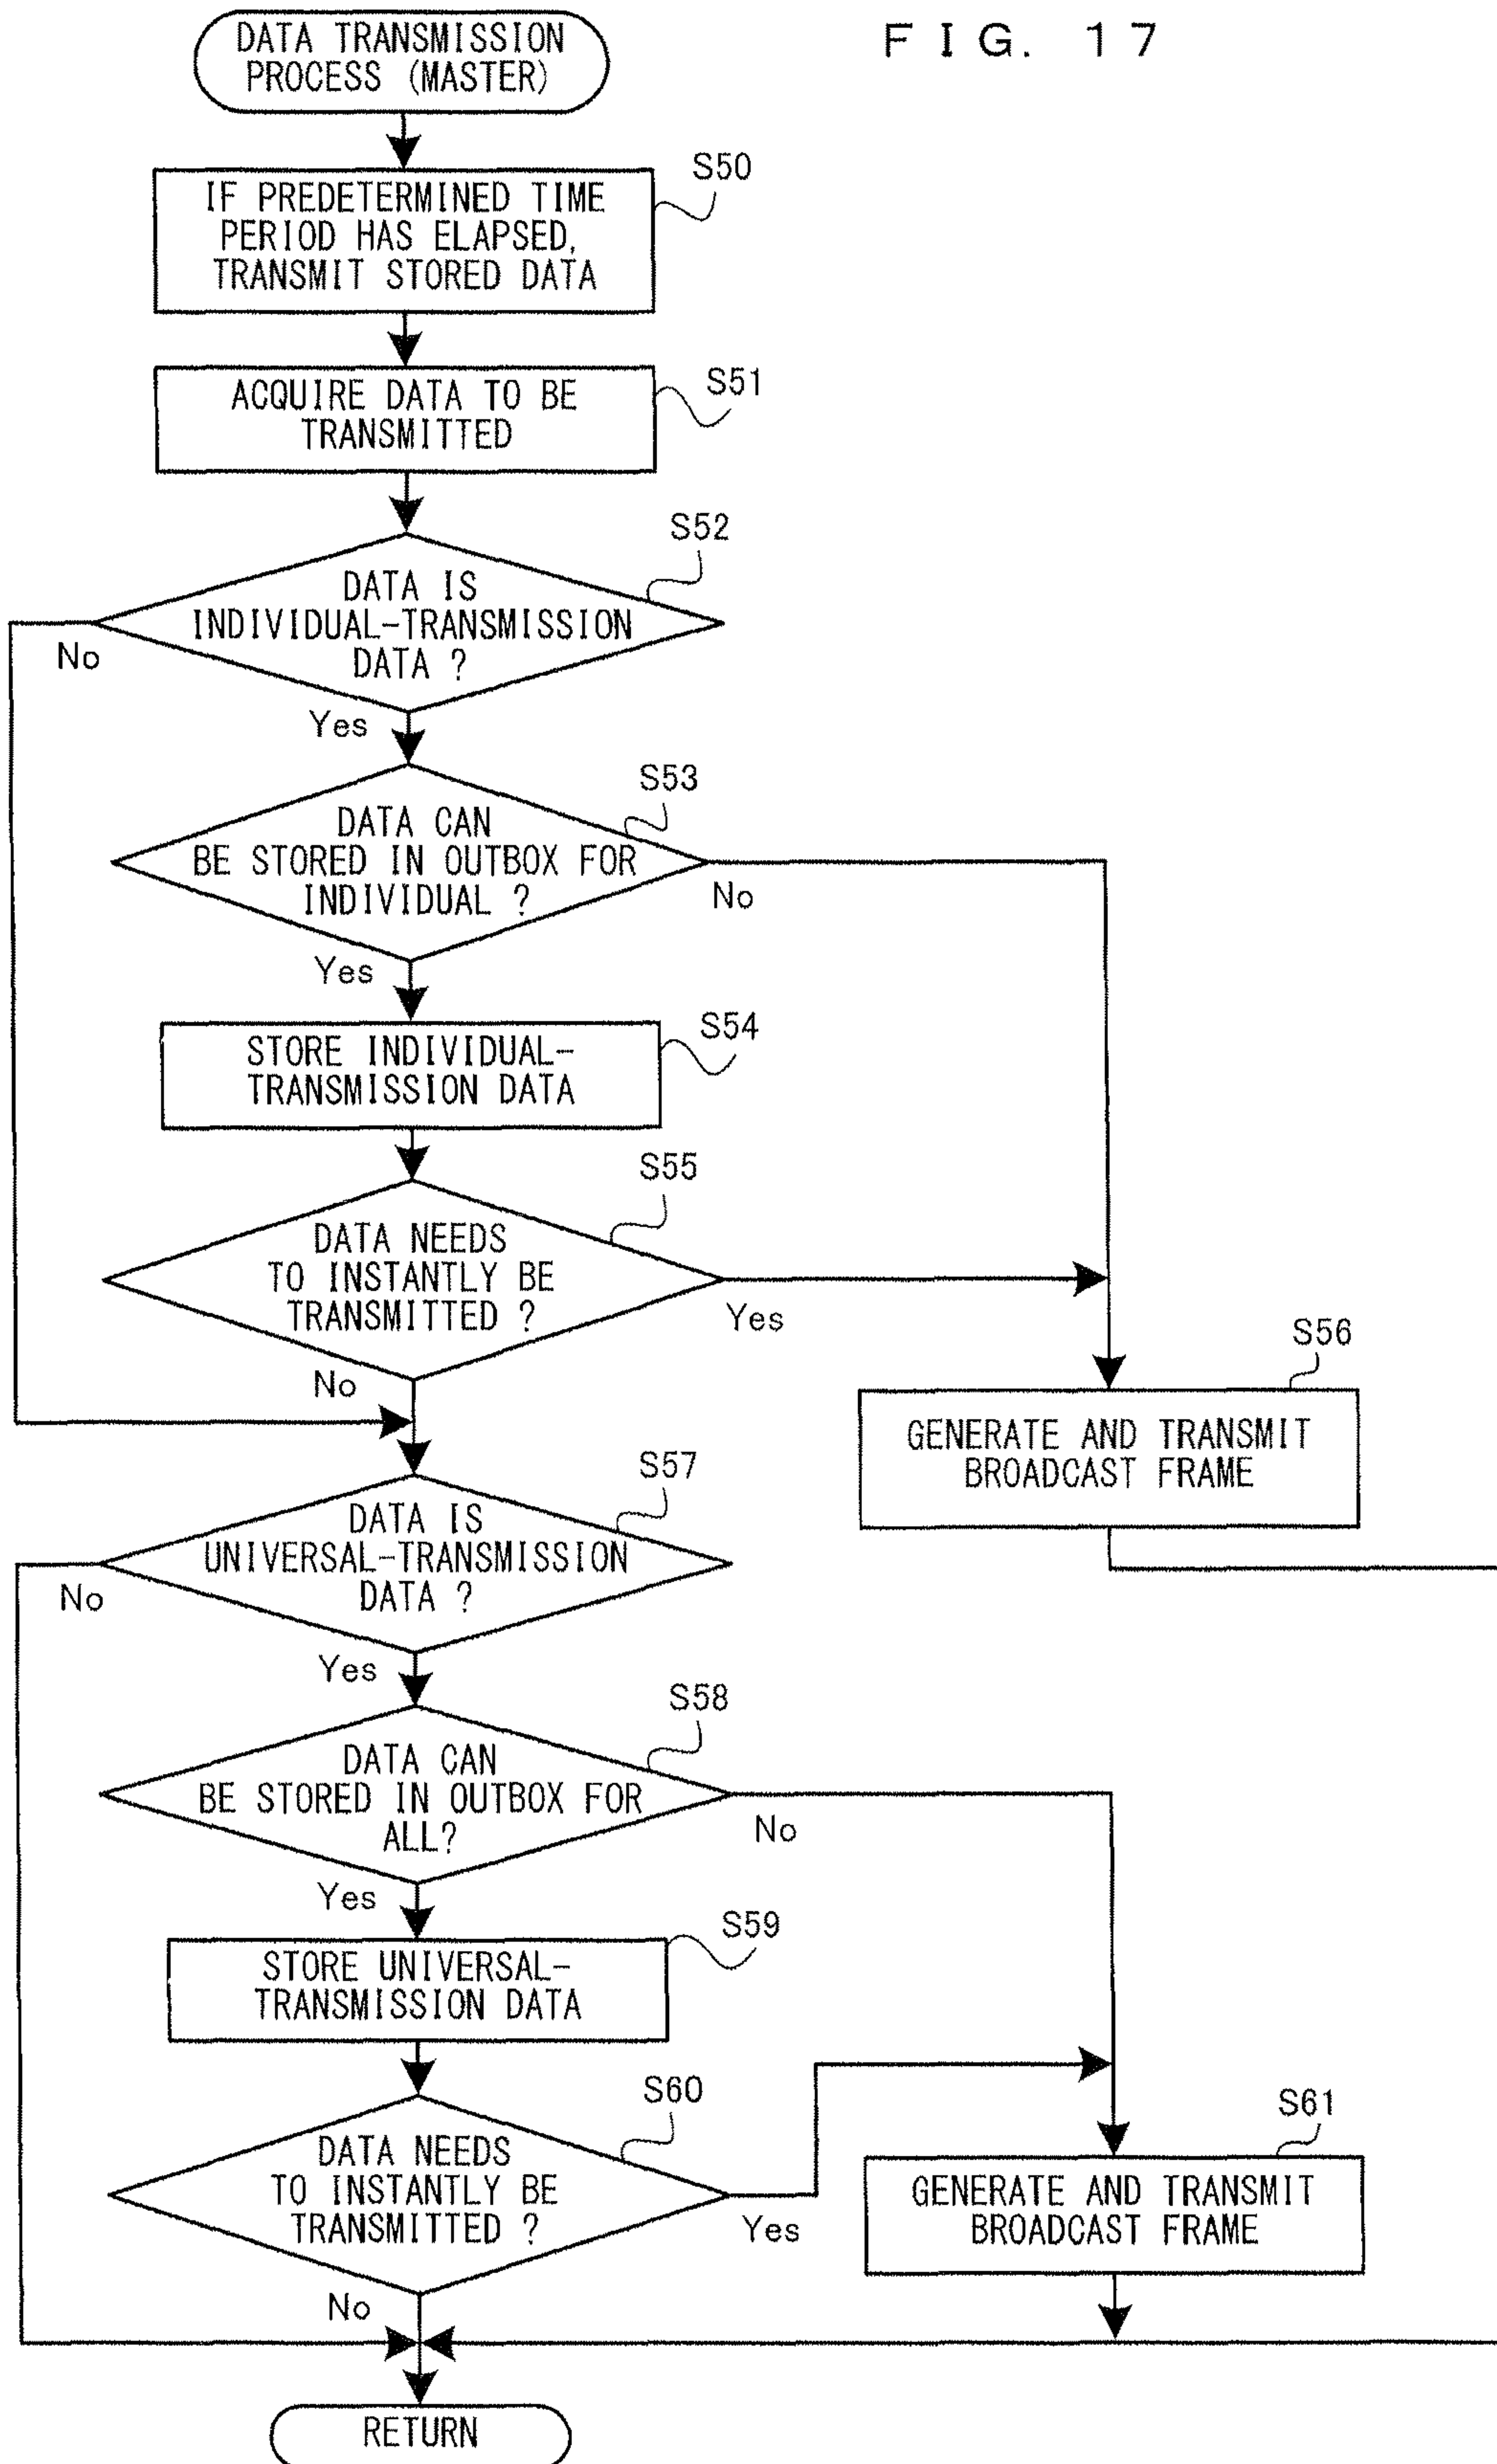 F I G. 1 7
DATA TRANSMISSION
PROCESS (MASTER)
S50
IF PREDETERMINED TIME
PERIOD HAS ELAPSED,
TRANSMIT STORED DATA
S51
ACQUIRE DATA TO BE
TRANSMITTED
S52
DATA IS
INDIVIDUAL-TRANSMISSION
DATA ?
No
Yes
S53
DATA CAN
BE STORED IN OUTBOX FOR
INDIVIDUAL ?
No
Yes
S54
STORE INDIVIDUAL-
TRANSMISSION DATA
S55
DATA NEEDS
TO INSTANTLY BE
TRANSMITTED ?
Yes
No
S56
GENERATE AND TRANSMIT
BROADCAST FRAME
S57
DATA IS
UNIVERSAL-TRANSMISSION
DATA ?
No
Yes
S58
DATA CAN
BE STORED IN OUTBOX FOR
ALL?
No
Yes
S59
STORE UNIVERSAL-
TRANSMISSION DATA
S60
DATA NEEDS
TO INSTANTLY BE
TRANSMITTED ?
Yes
No
S61
GENERATE AND TRANSMIT
BROADCAST FRAME
RETURN